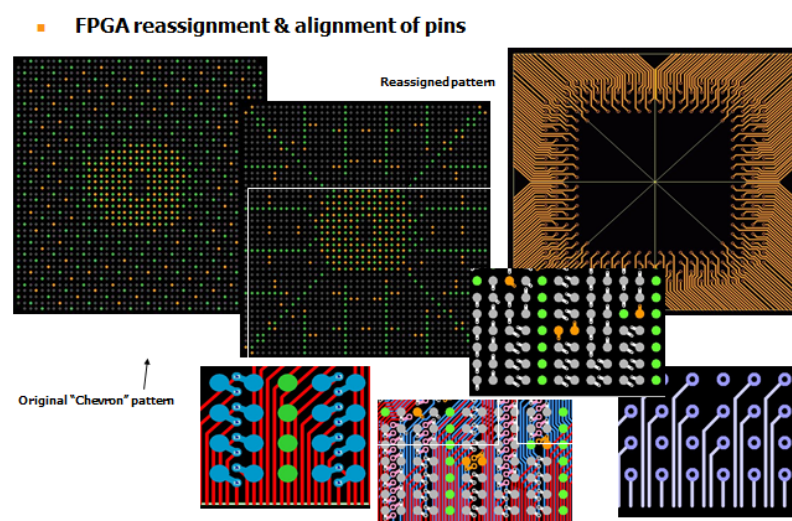 FPGA reassignment & alignment of pins
Reassigned pattern
Original "Chevron" pattern